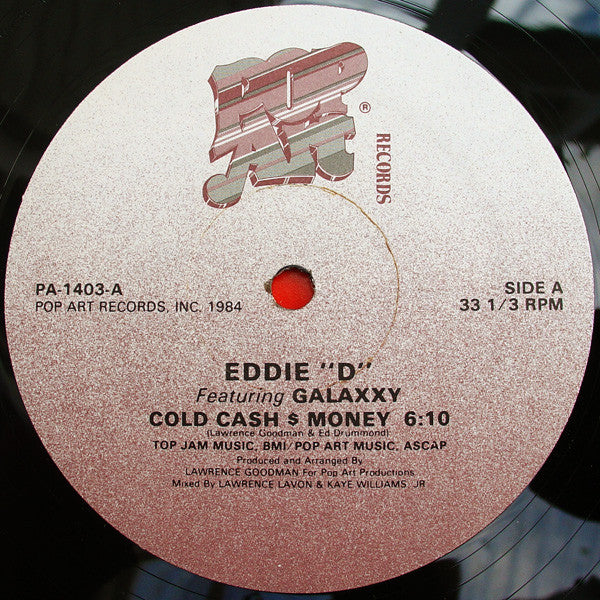 POP
ART
®
RECORDS
PA-1403-A
POP ART RECORDS, INC. 1984
SIDE A
33 1/3 RPM
EDDIE "D"
Featuring GALAXXY
COLD CASH $ MONEY 6:10
(Lawrence Goodman & Ed Drummond)
TOP JAM MUSIC, BMI/POP ART MUSIC, ASCAP
Produced and Arranged By
LAWRENCE GOODMAN For Pop Art Productions
Mixed By LAWRENCE LAVON & KAYE WILLIAMS, JR